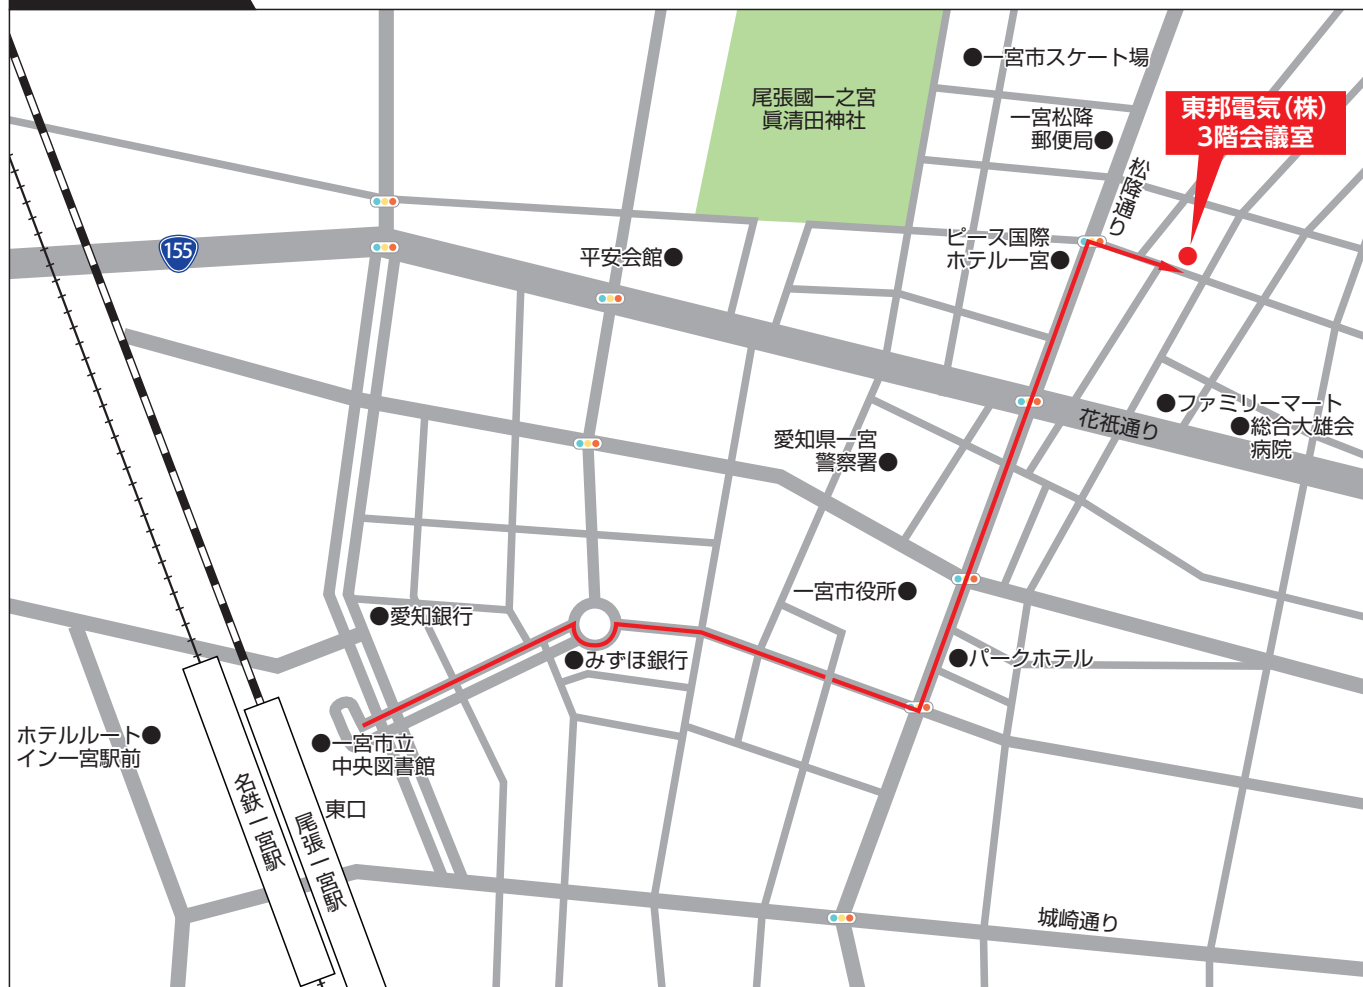 一宮市スケート場
東邦電気(株)
3階会議室
尾張國一之宮
眞清田神社
一宮松降
郵便局
松降通り
155
平安会館
ピース国際
ホテル一宮
ファミリーマート
総合大雄会
病院
花祇通り
愛知県一宮
警察署
一宮市役所
愛知銀行
みずほ銀行
パークホテル
ホテルルート
イン一宮駅前
一宮市立
中央図書館
東口
名鉄一宮駅
尾張一宮駅
城崎通り